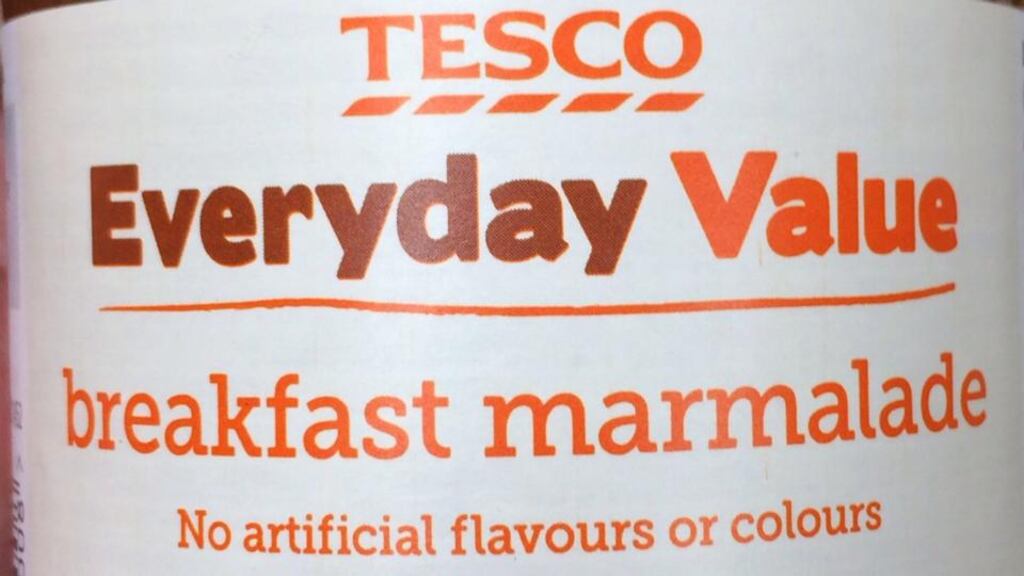 TESCO
Everyday Value
breakfast marmalade
No artificial flavours or colours